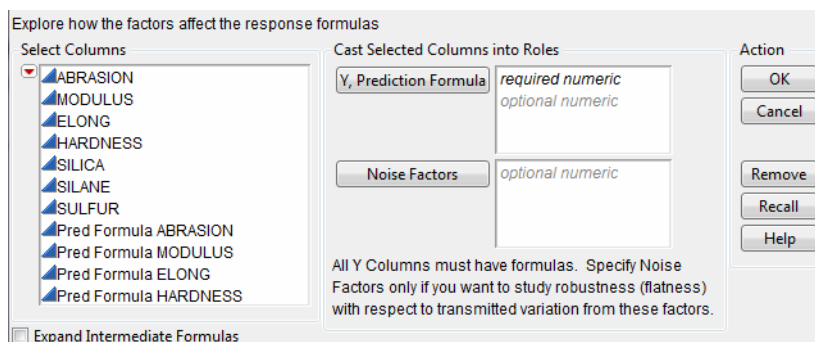 Explore how the factors affect the response formulas
Select Columns
ABRASION
MODULUS
ELONG
HARDNESS
SILICA
SILANE
SULFUR
Pred Formula ABRASION
Pred Formula MODULUS
Pred Formula ELONG
Pred Formula HARDNESS
Expand Intermediate Formulas
Cast Selected Columns into Roles
Y, Prediction Formula
required numeric
optional numeric
Noise Factors
optional numeric
All Y Columns must have formulas. Specify Noise
Factors only if you want to study robustness (flatness)
with respect to transmitted variation from these factors.
Action
OK
Cancel
Remove
Recall
Help